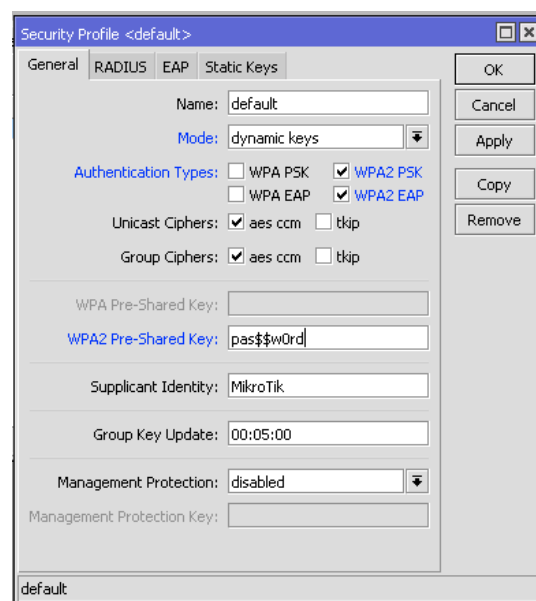 Security Profile <default>
General RADIUS EAP Static Keys
OK
Name: default
Cancel
Mode: dynamic keys
Apply
Authentication Types: WPA PSK WPA2 PSK
WPA EAP WPA2 EAP
Copy
Unicast Ciphers: aes ccm tkip
Remove
Group Ciphers: aes ccm tkip
WPA Pre-Shared Key:
WPA2 Pre-Shared Key: pas$$w0rd
Supplicant Identity: MikroTik
Group Key Update: 00:05:00
Management Protection: disabled
Management Protection Key:
default